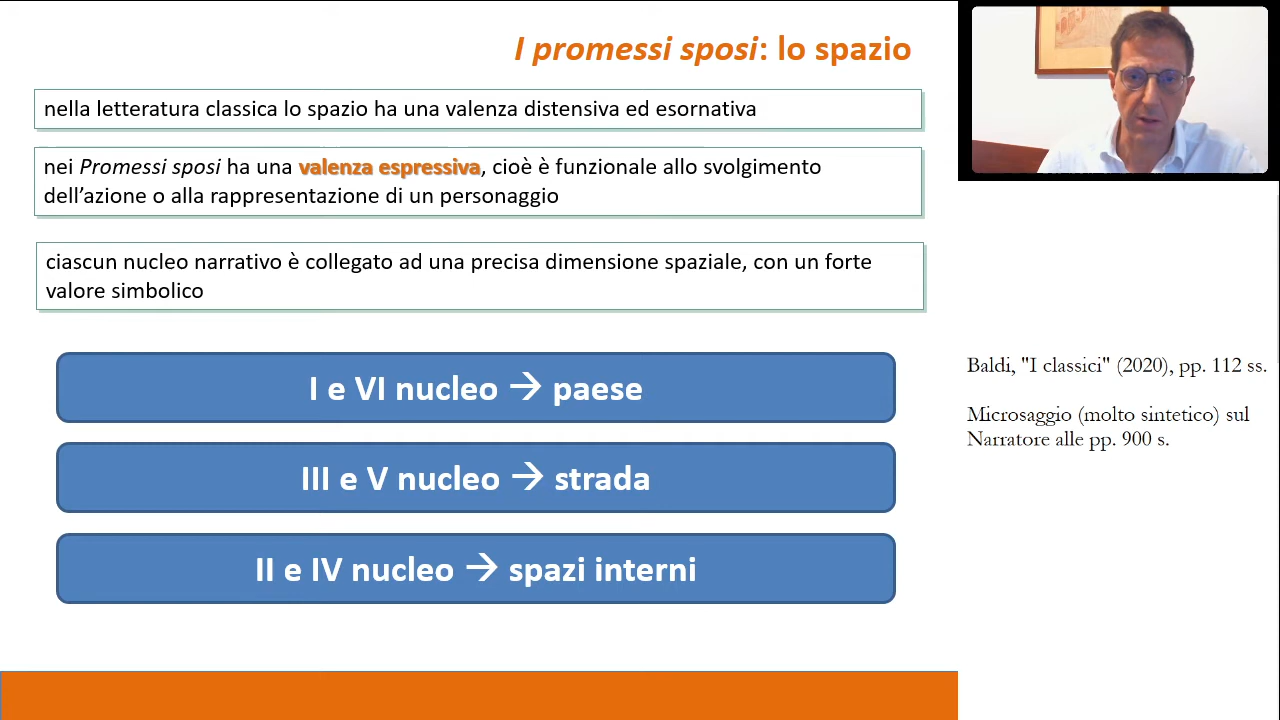 I promessi sposi: lo spazio
nella letteratura classica lo spazio ha una valenza distensiva ed esornativa
nei Promessi sposi ha una valenza espressiva, cioè è funzionale allo svolgimento
dell’azione o alla rappresentazione di un personaggio
ciascun nucleo narrativo è collegato ad una precisa dimensione spaziale, con un forte
valore simbolico
I e VI nucleo → paese
III e V nucleo → strada
II e IV nucleo → spazi interni
Baldi, "I classici" (2020), pp. 112 ss.
Microsaggio (molto sintetico) sul
Narratore alle pp. 900 s.